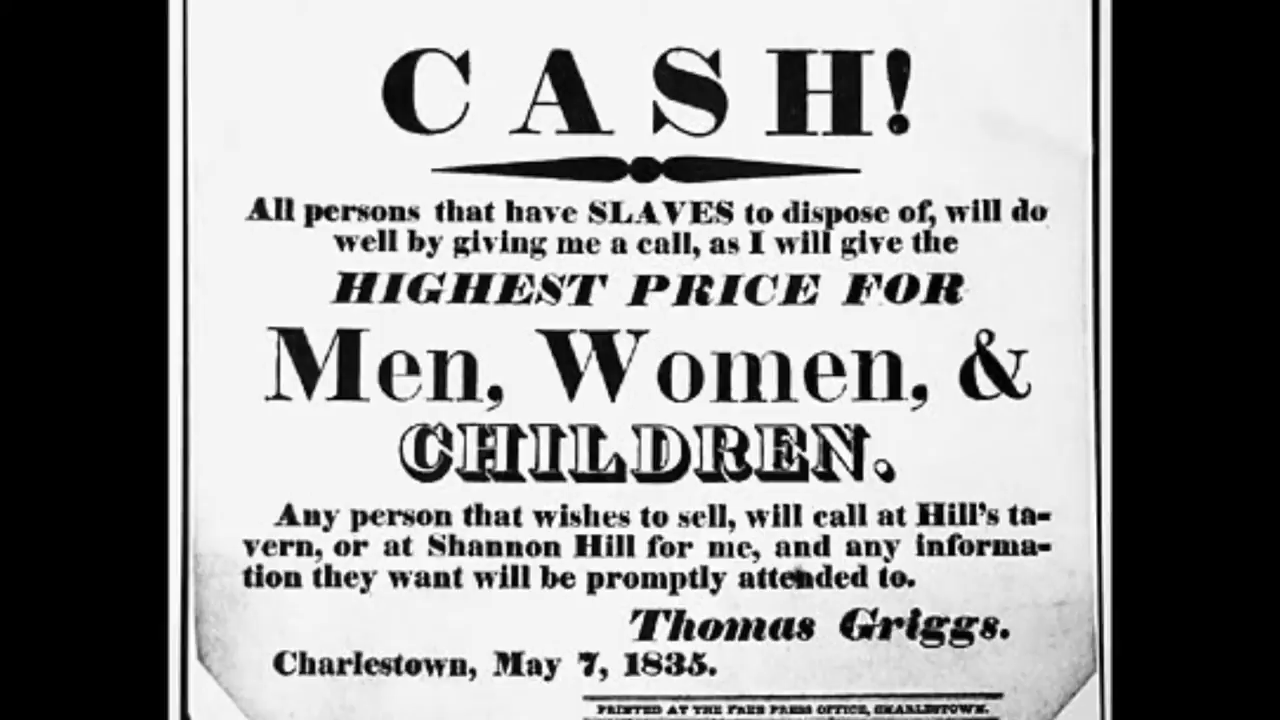 CASH!
All persons that have SLAVES to dispose of, will do
well by giving me a call, as I will give the
HIGHEST PRICE FOR
Men, Women, &
CHILDREN.
Any person that wishes to sell, will call at Hill's ta-
vern, or at Shannon Hill for me, and any informa-
tion they want will be promptly attended to.
Thomas Griggs.
Charlestown, May 7, 1835.
PRINTED AT THE FREE PRESS OFFICE, CHARLESTOWN.